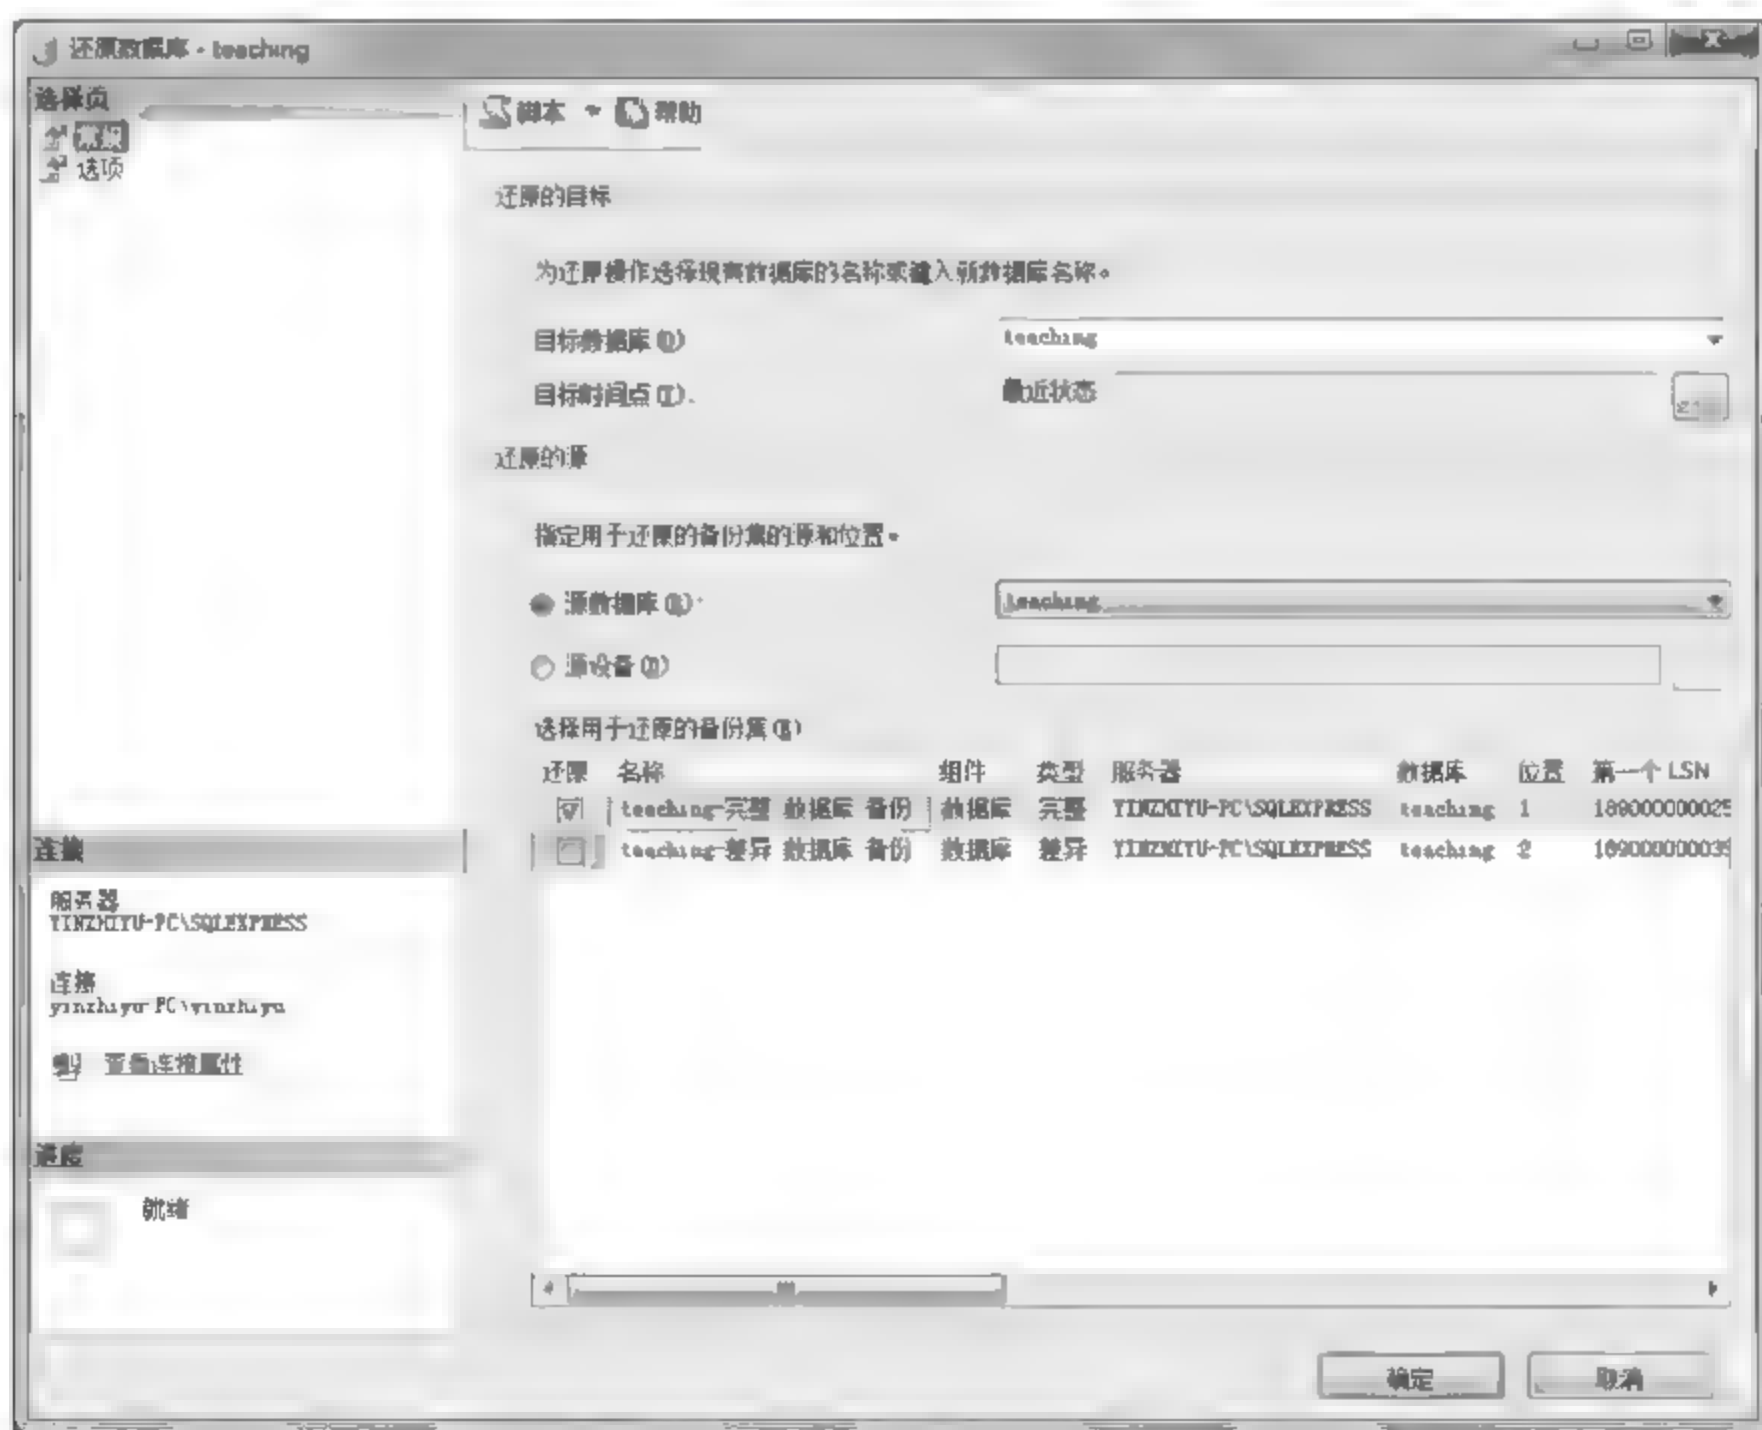 还原数据库 - teaching
选择页
常规
选项
脚本 帮助
还原的目标
为还原操作选择现有数据库的名称或键入新数据库名称。
目标数据库(O) teaching
目标时间点(T). 最近状态
还原的源
指定用于还原的备份集的源和位置。
源数据库(R) teaching
源设备(D)
选择用于还原的备份集(E)
还原 名称 组件 类型 服务器 数据库 位置 第一个 LSN
teaching-完整 数据库 备份 数据库 完整 YINZHIYU-PC\SQLEXPRESS teaching 1
teaching-差异 数据库 备份 数据库 差异 YINZHIYU-PC\SQLEXPRESS teaching 2
连接
服务器
YINZHIYU-PC\SQLEXPRESS
连接
yinzhiyu-PC\yinzhiyu
查看连接属性
进度
就绪
确定 取消